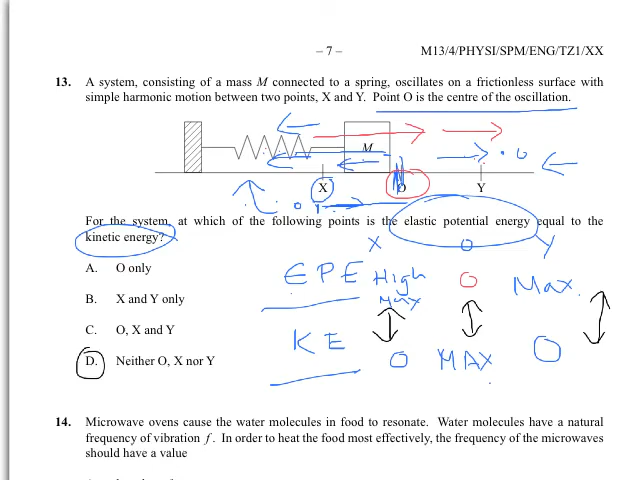 – 7 –
M13/4/PHYSI/SPM/ENG/TZ1/XX
13. A system, consisting of a mass M connected to a spring, oscillates on a frictionless surface with
simple harmonic motion between two points, X and Y. Point O is the centre of the oscillation.
M
X O Y
For the system, at which of the following points is the elastic potential energy equal to the
kinetic energy?
X O Y
A. O only
EPE High O Max
Max
B. X and Y only
C. O, X and Y
KE O MAX O
D. Neither O, X nor Y
14. Microwave ovens cause the water molecules in food to resonate. Water molecules have a natural
frequency of vibration f. In order to heat the food most effectively, the frequency of the microwaves
should have a value